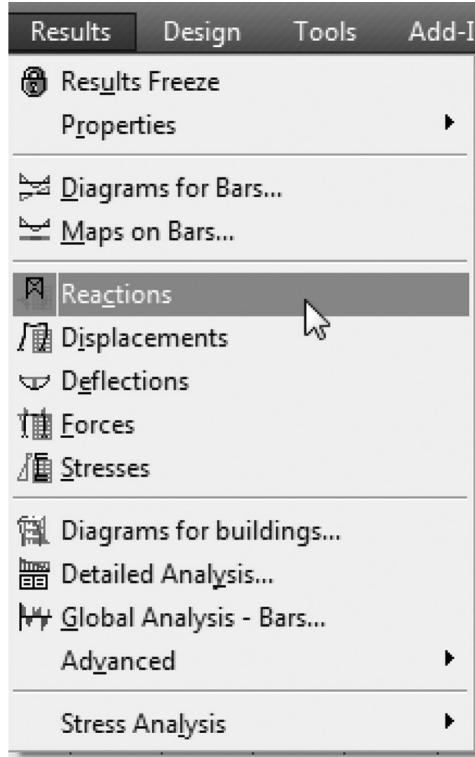 Results Design Tools Add-I
Results Freeze
Properties
Diagrams for Bars...
Maps on Bars...
Reactions
Displacements
Deflections
Forces
Stresses
Diagrams for buildings...
Detailed Analysis...
Global Analysis - Bars...
Advanced
Stress Analysis